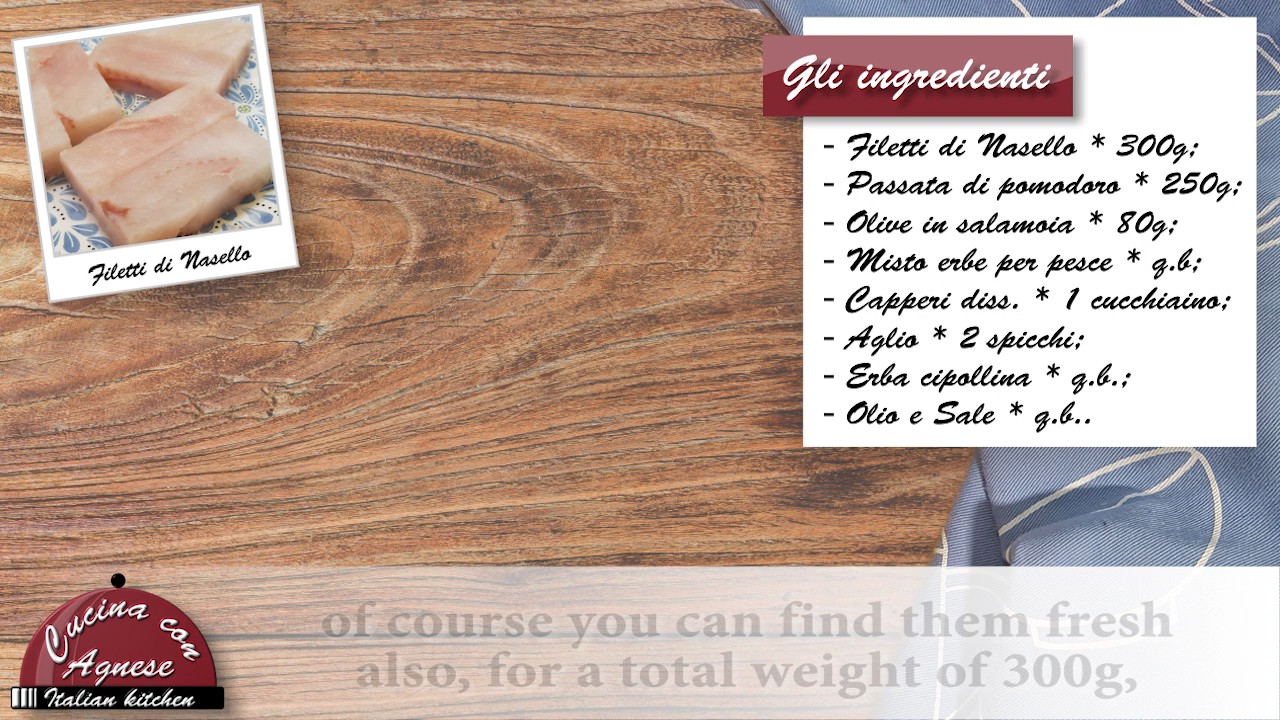 Gli ingredienti
- Filetti di Nasello * 300g;
- Passata di pomodoro * 250g;
- Olive in salamoia * 80g;
- Misto erbe per pesce * q.b;
- Capperi diss. * 1 cucchiaino;
- Aglio * 2 spicchi;
- Erba cipollina * q.b.;
- Olio e Sale * q.b..
Filetti di Nasello
of course you can find them fresh
also, for a total weight of 300g,
Cucina con
Agnese
Italian kitchen